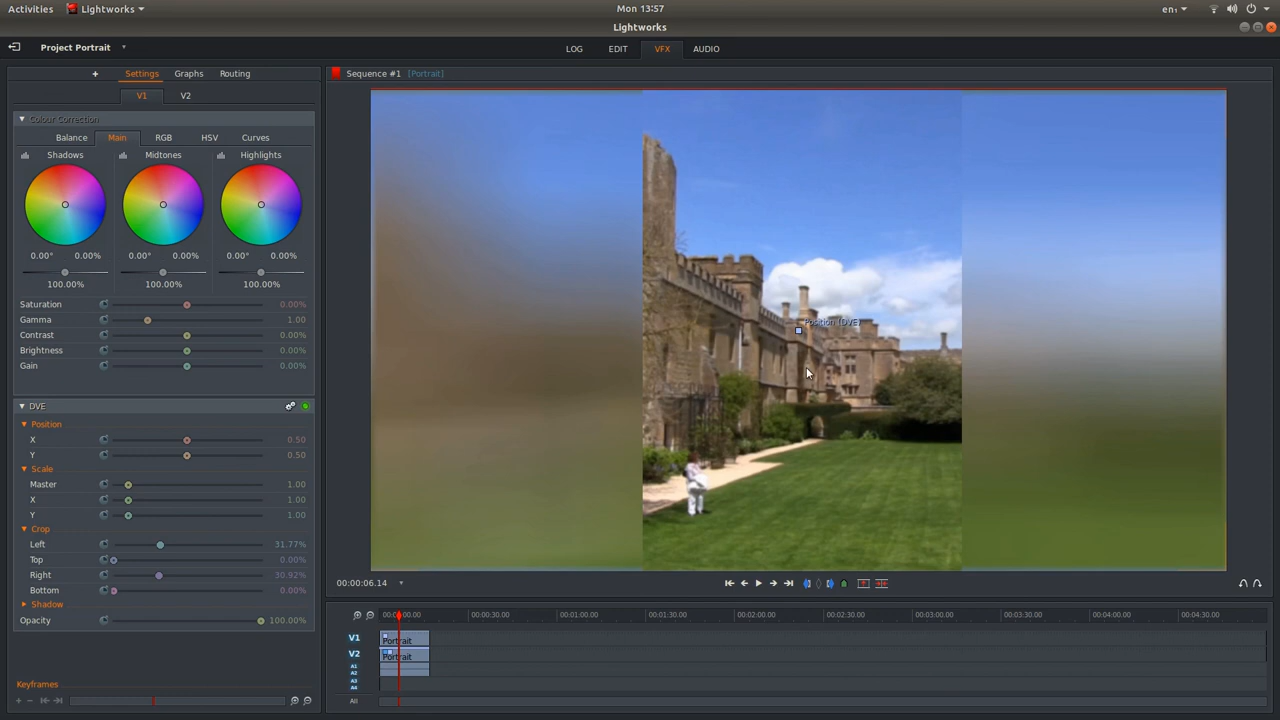 Activities Lightworks Mon 13:57 en₁
Lightworks
Project Portrait LOG EDIT VFX AUDIO
+ Settings Graphs Routing
Sequence #1 [Portrait]
V1 V2
Colour Correction
Balance Main RGB HSV Curves
Shadows Midtones Highlights
0.00° 0.00% 0.00° 0.00% 0.00° 0.00%
100.00% 100.00% 100.00%
Saturation 0.00%
Gamma 1.00
Contrast 0.00%
Brightness 0.00%
Gain 0.00%
Position (DVE)
DVE
Position
X 0.50
Y 0.50
Scale
Master 1.00
X 1.00
Y 1.00
Crop
Left 31.77%
Top 0.00%
Right 30.92%
Bottom 0.00%
Shadow
Opacity 100.00%
Keyframes
00:00:06.14
00:00:30.00 00:01:00.00 00:01:30.00 00:02:00.00 00:02:30.00 00:03:00.00 00:03:30.00 00:04:00.00 00:04:30.00
V1 Portrait
V2 Portrait
A1
A2
A3
A4
All